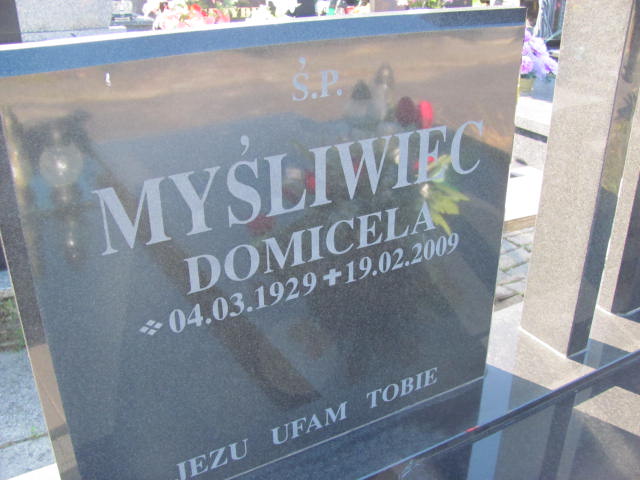 Ś.P.
MYŚLIWIEC
DOMICELA
❖ 04.03.1929 ✝ 19.02.2009
JEZU UFAM TOBIE